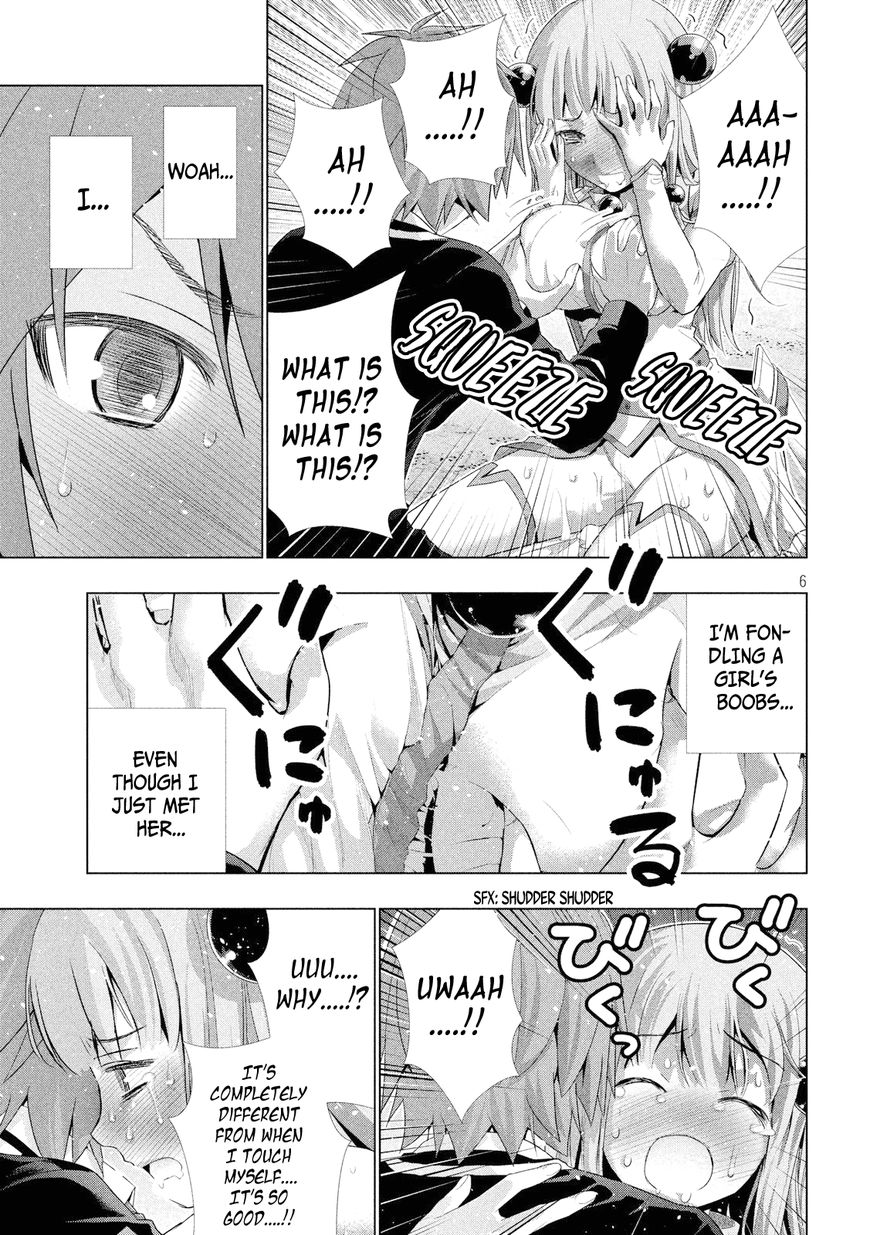 AAA-
AAAH
.....!!
AH
.....!!
AH
.....!!
WHAT IS
THIS!?
WHAT IS
THIS!?
SQUEEZE
SQUEEZE
WOAH...
I...
6
I'M FON-
DLING A
GIRL'S
BOOBS...
ぐにゅる
ぐにゅ
EVEN
THOUGH I
JUST MET
HER...
SFX: SHUDDER SHUDDER
びく
びくっ
UWAAH
.....!!
UUU....
WHY.....!?
IT'S
COMPLETELY
DIFFERENT
FROM WHEN
I TOUCH
MYSELF....
IT'S SO
GOOD....!!